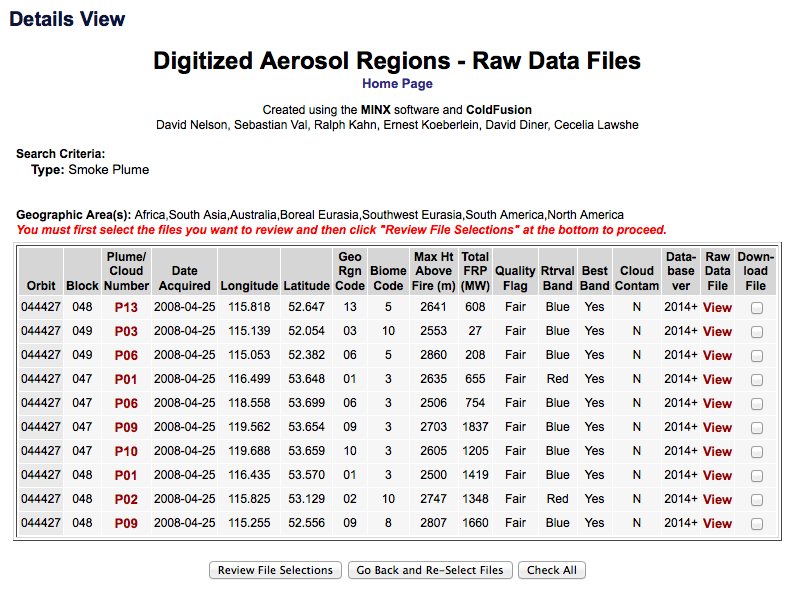 Details View
Digitized Aerosol Regions - Raw Data Files
Home Page
Created using the MINX software and ColdFusion
David Nelson, Sebastian Val, Ralph Kahn, Ernest Koeberlein, David Diner, Cecelia Lawshe
Search Criteria:
Type: Smoke Plume
Geographic Area(s): Africa,South Asia,Australia,Boreal Eurasia,Southwest Eurasia,South America,North America
You must first select the files you want to review and then click "Review File Selections" at the bottom to proceed.
Orbit Block Plume/ Cloud Number Date Acquired Longitude Latitude Geo Rgn Code Biome Code Max Ht Above Fire (m) Total FRP (MW) Quality Flag Rtrval Band Best Band Cloud Contam Data- base ver Raw Data File Down- load File
044427 048 P13 2008-04-25 115.818 52.647 13 5 2641 608 Fair Blue Yes N 2014+ View
044427 049 P03 2008-04-25 115.139 52.054 03 10 2553 27 Fair Blue Yes N 2014+ View
044427 049 P06 2008-04-25 115.053 52.382 06 5 2860 208 Fair Blue Yes N 2014+ View
044427 047 P01 2008-04-25 116.499 53.648 01 3 2635 655 Fair Red Yes N 2014+ View
044427 047 P06 2008-04-25 118.558 53.699 06 3 2506 754 Fair Blue Yes N 2014+ View
044427 047 P09 2008-04-25 119.562 53.654 09 3 2703 1837 Fair Blue Yes N 2014+ View
044427 047 P10 2008-04-25 119.688 53.659 10 3 2605 1205 Fair Blue Yes N 2014+ View
044427 048 P01 2008-04-25 116.435 53.570 01 3 2500 1419 Fair Blue Yes N 2014+ View
044427 048 P02 2008-04-25 115.825 53.129 02 10 2747 1348 Fair Red Yes N 2014+ View
044427 048 P09 2008-04-25 115.255 52.556 09 8 2807 1660 Fair Blue Yes N 2014+ View
Review File Selections Go Back and Re-Select Files Check All